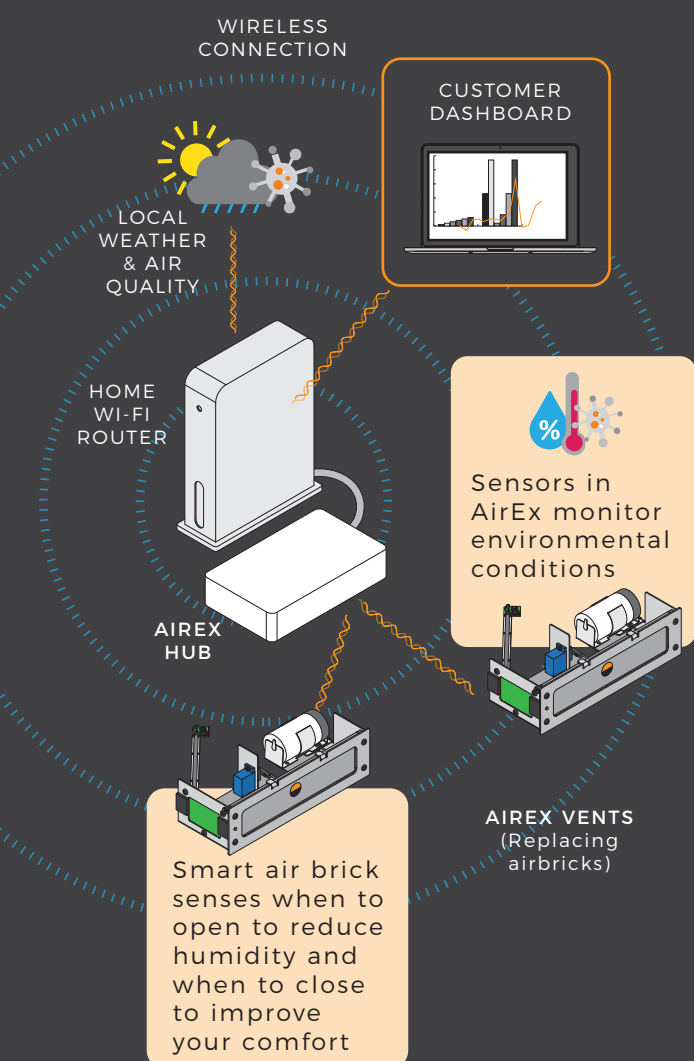 WIRELESS
CONNECTION
CUSTOMER
DASHBOARD
LOCAL
WEATHER
& AIR
QUALITY
HOME
WI-FI
ROUTER
%
Sensors in
AirEx monitor
environmental
conditions
AIREX
HUB
AIREX VENTS
(Replacing
airbricks)
Smart air brick
senses when to
open to reduce
humidity and
when to close
to improve
your comfort